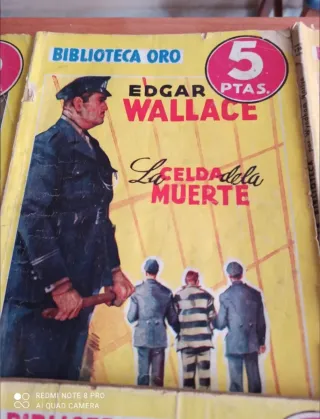 BIBLIOTECA ORO
5
PTAS.
EDGAR
WALLACE
La CELDA de la
MUERTE
REDMI NOTE 8 PRO
AI QUAD CAMERA